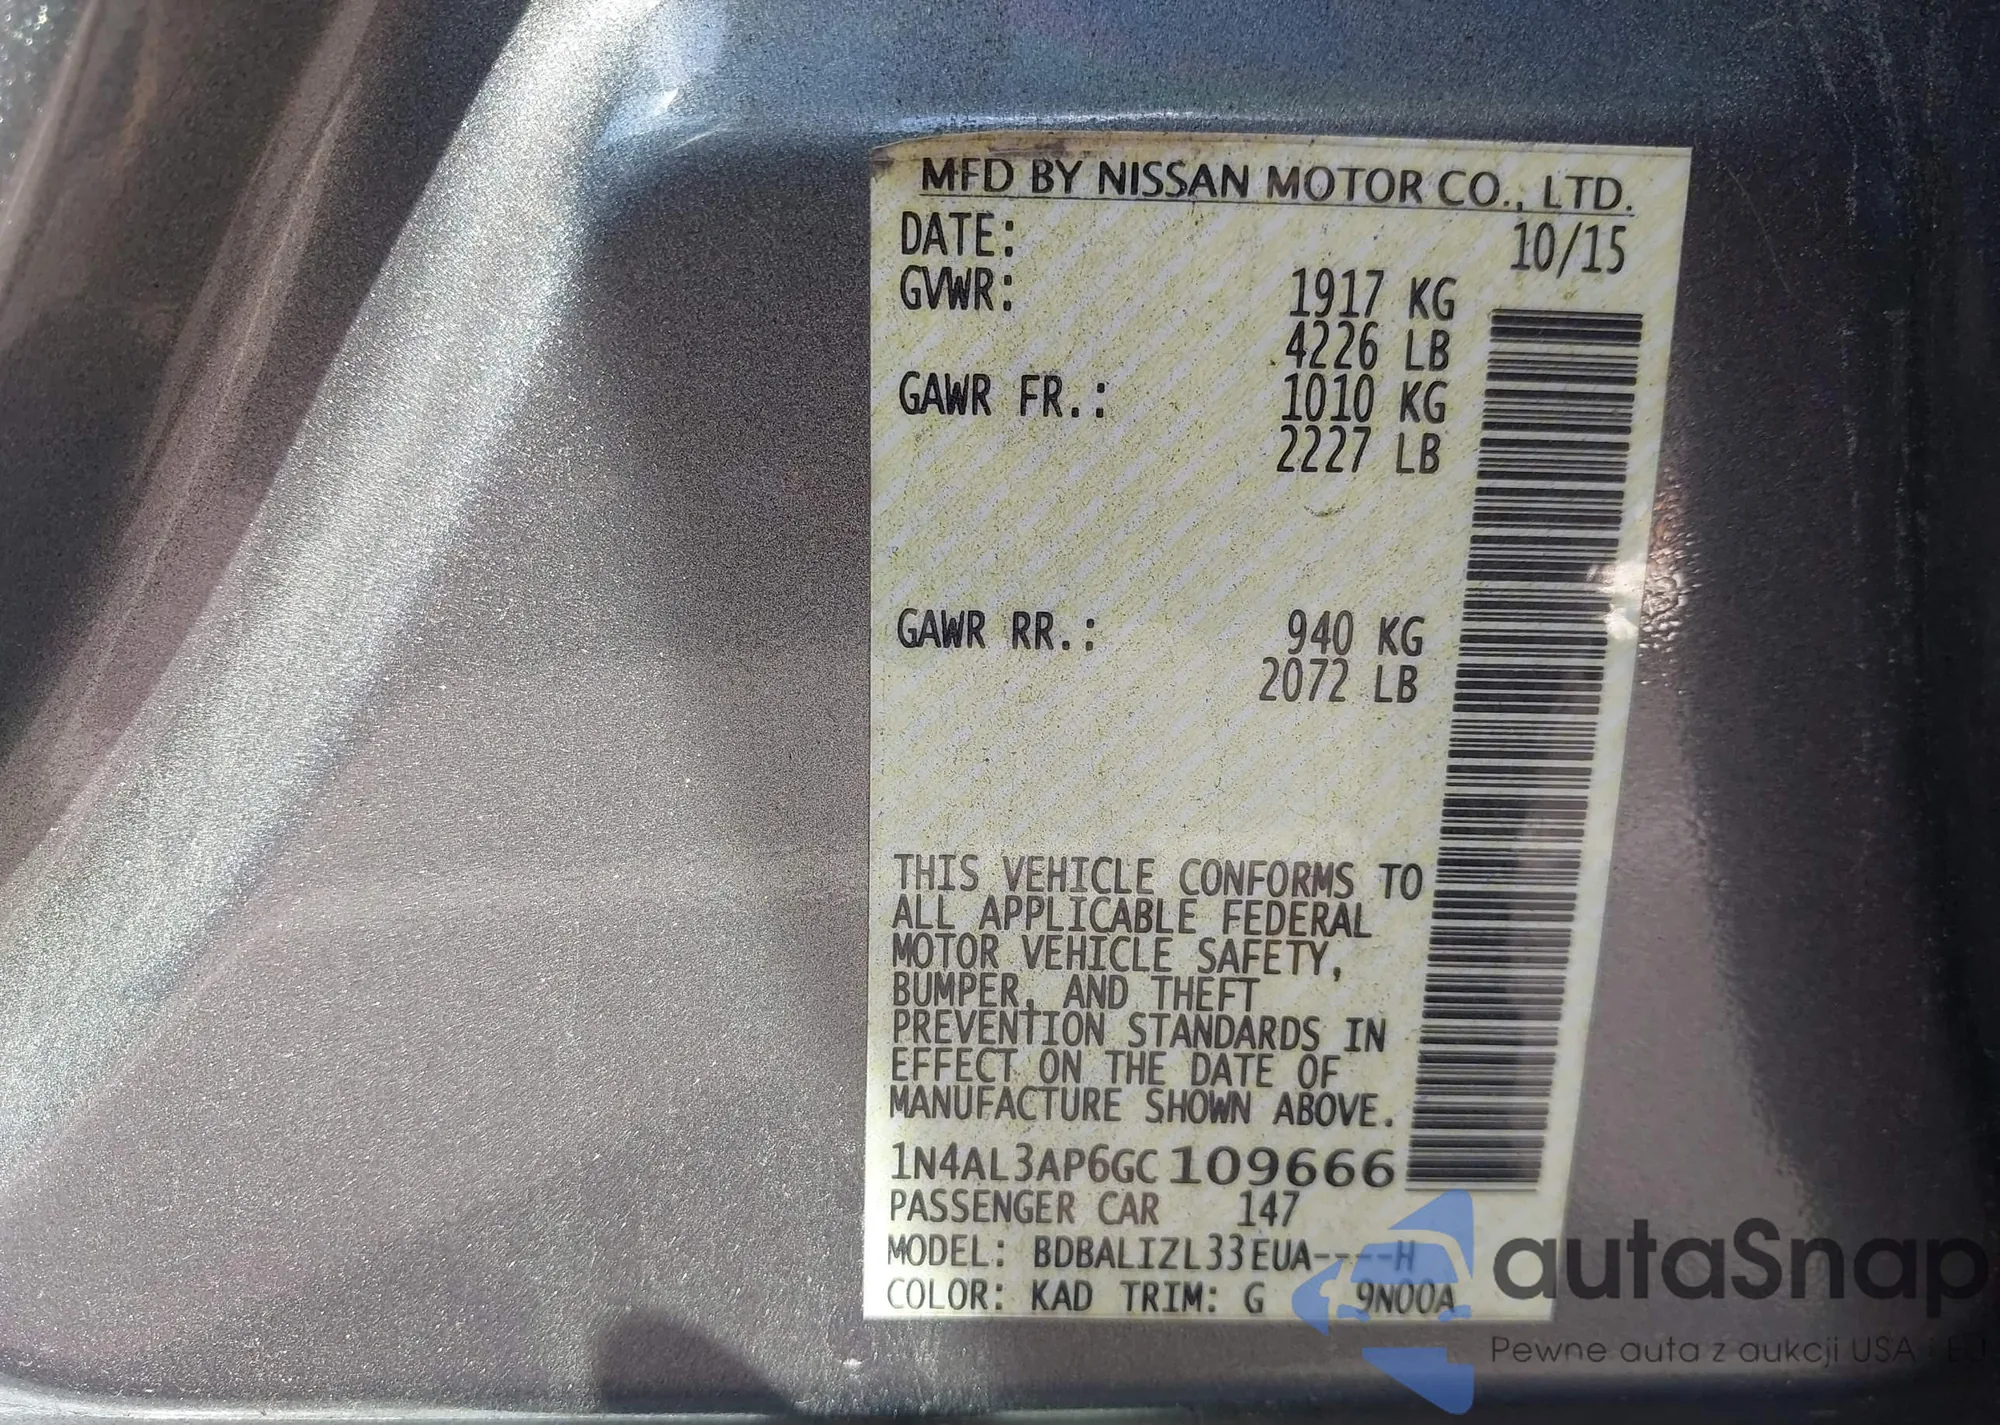 MFD BY NISSAN MOTOR CO., LTD.
DATE: 10/15
GVWR: 1917 KG
4226 LB
GAWR FR.: 1010 KG
2227 LB
GAWR RR.: 940 KG
2072 LB
THIS VEHICLE CONFORMS TO
ALL APPLICABLE FEDERAL
MOTOR VEHICLE SAFETY,
BUMPER, AND THEFT
PREVENTION STANDARDS IN
EFFECT ON THE DATE OF
MANUFACTURE SHOWN ABOVE.
1N4AL3AP6GC109666
PASSENGER CAR 147
MODEL: BDBALIZL33EUA----H
COLOR: KAD TRIM: G 9N00A
autaSnap
Pewne auta z aukcji USA i EU